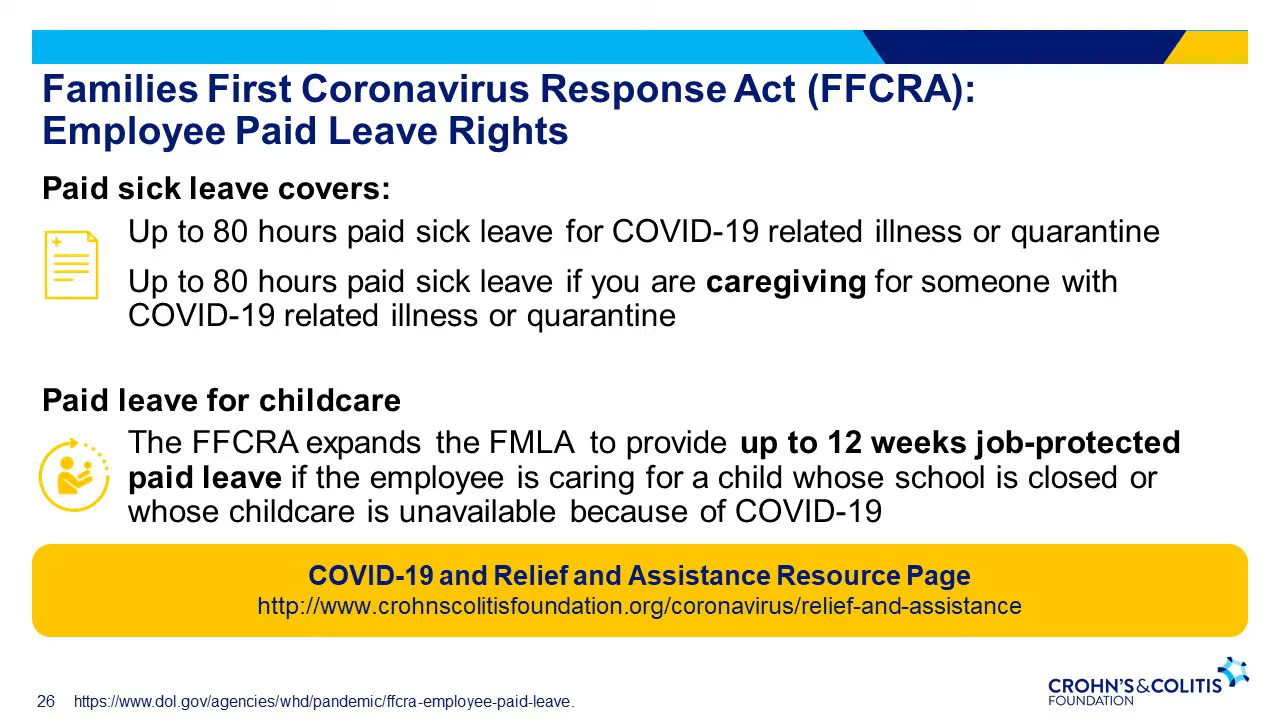 Families First Coronavirus Response Act (FFCRA):
Employee Paid Leave Rights
Paid sick leave covers:
Up to 80 hours paid sick leave for COVID-19 related illness or quarantine
Up to 80 hours paid sick leave if you are caregiving for someone with
COVID-19 related illness or quarantine
Paid leave for childcare
The FFCRA expands the FMLA to provide up to 12 weeks job-protected
paid leave if the employee is caring for a child whose school is closed or
whose childcare is unavailable because of COVID-19
COVID-19 and Relief and Assistance Resource Page
http://www.crohnscolitisfoundation.org/coronavirus/relief-and-assistance
26 https://www.dol.gov/agencies/whd/pandemic/ffcra-employee-paid-leave.
CROHN'S&COLITIS
FOUNDATION